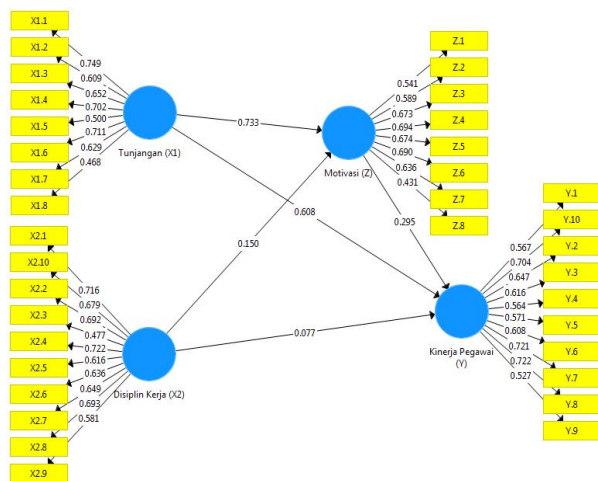 X1.1
X1.2
X1.3
X1.4
X1.5
X1.6
X1.7
X1.8
0.749
0.609
0.652
0.702
0.500
0.711
0.629
0.468
Tunjangan (X1)
0.733
0.608
0.150
Z.1
Z.2
Z.3
Z.4
Z.5
Z.6
Z.7
Z.8
0.541
0.589
0.673
0.694
0.674
0.690
0.636
0.431
Motivasi (Z)
0.295
X2.1
X2.10
X2.2
X2.3
X2.4
X2.5
X2.6
X2.7
X2.8
X2.9
0.716
0.679
0.692
0.477
0.722
0.616
0.636
0.649
0.693
0.581
Disiplin Kerja (X2)
0.077
Y.1
Y.10
Y.2
Y.3
Y.4
Y.5
Y.6
Y.7
Y.8
Y.9
0.567
0.704
0.647
0.616
0.564
0.571
0.608
0.721
0.722
0.527
Kinerja Pegawai
(Y)